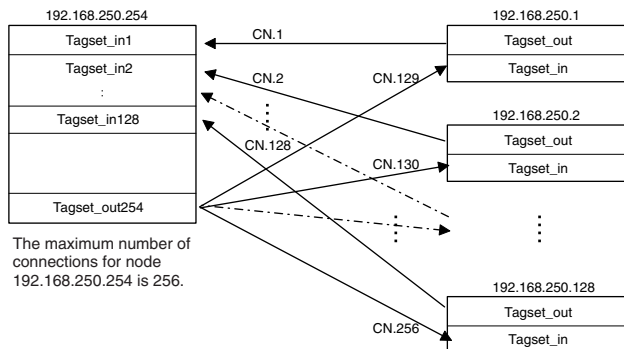 192.168.250.254
Tagset_in1
Tagset_in2
:
Tagset_in128
Tagset_out254
The maximum number of
connections for node
192.168.250.254 is 256.
CN.1
CN.2
CN.128
CN.129
CN.130
CN.256
192.168.250.1
Tagset_out
Tagset_in
192.168.250.2
Tagset_out
Tagset_in
192.168.250.128
Tagset_out
Tagset_in